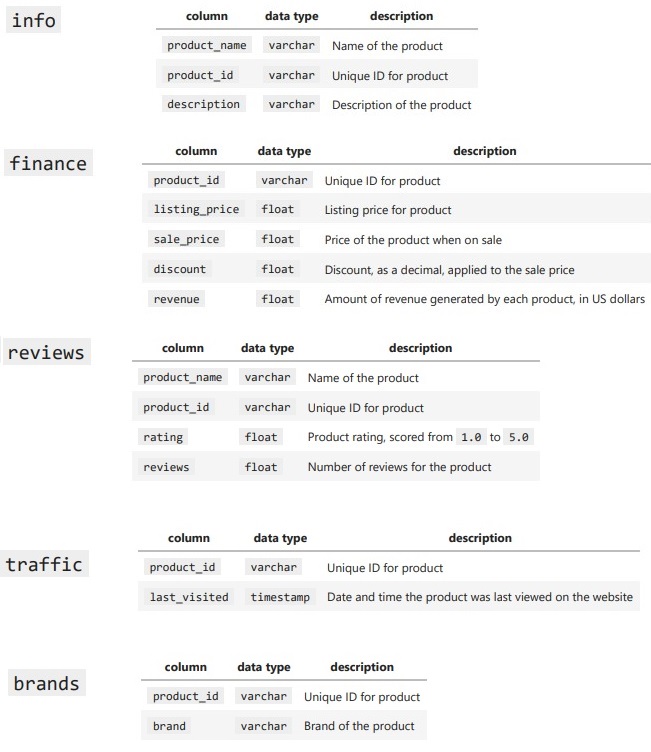 info
column data type description
product_name varchar Name of the product
product_id varchar Unique ID for product
description varchar Description of the product
finance
column data type description
product_id varchar Unique ID for product
listing_price float Listing price for product
sale_price float Price of the product when on sale
discount float Discount, as a decimal, applied to the sale price
revenue float Amount of revenue generated by each product, in US dollars
reviews
column data type description
product_name varchar Name of the product
product_id varchar Unique ID for product
rating float Product rating, scored from 1.0 to 5.0
reviews float Number of reviews for the product
traffic
column data type description
product_id varchar Unique ID for product
last_visited timestamp Date and time the product was last viewed on the website
brands
column data type description
product_id varchar Unique ID for product
brand varchar Brand of the product